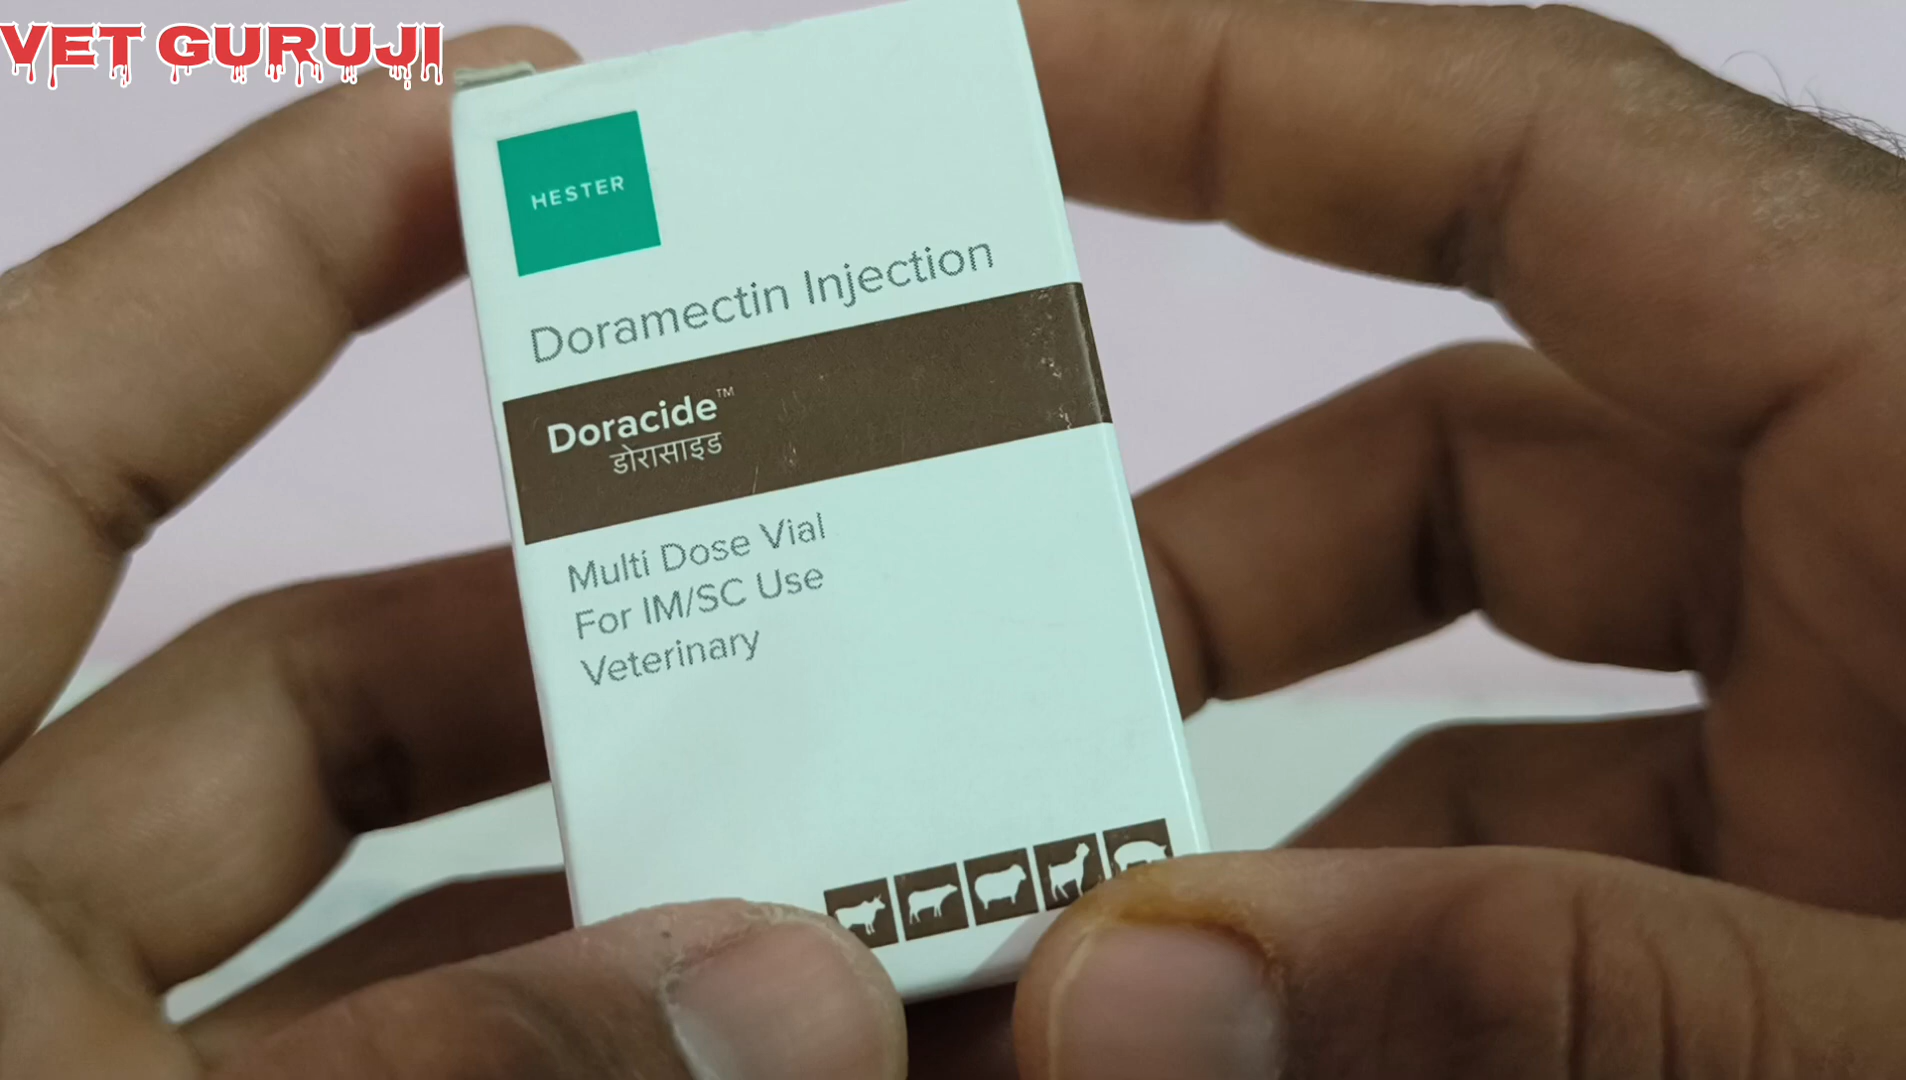 VET GURUJI
HESTER
Doramectin Injection
Doracide™
डोरासाइड
Multi Dose Vial
For IM/SC Use
Veterinary